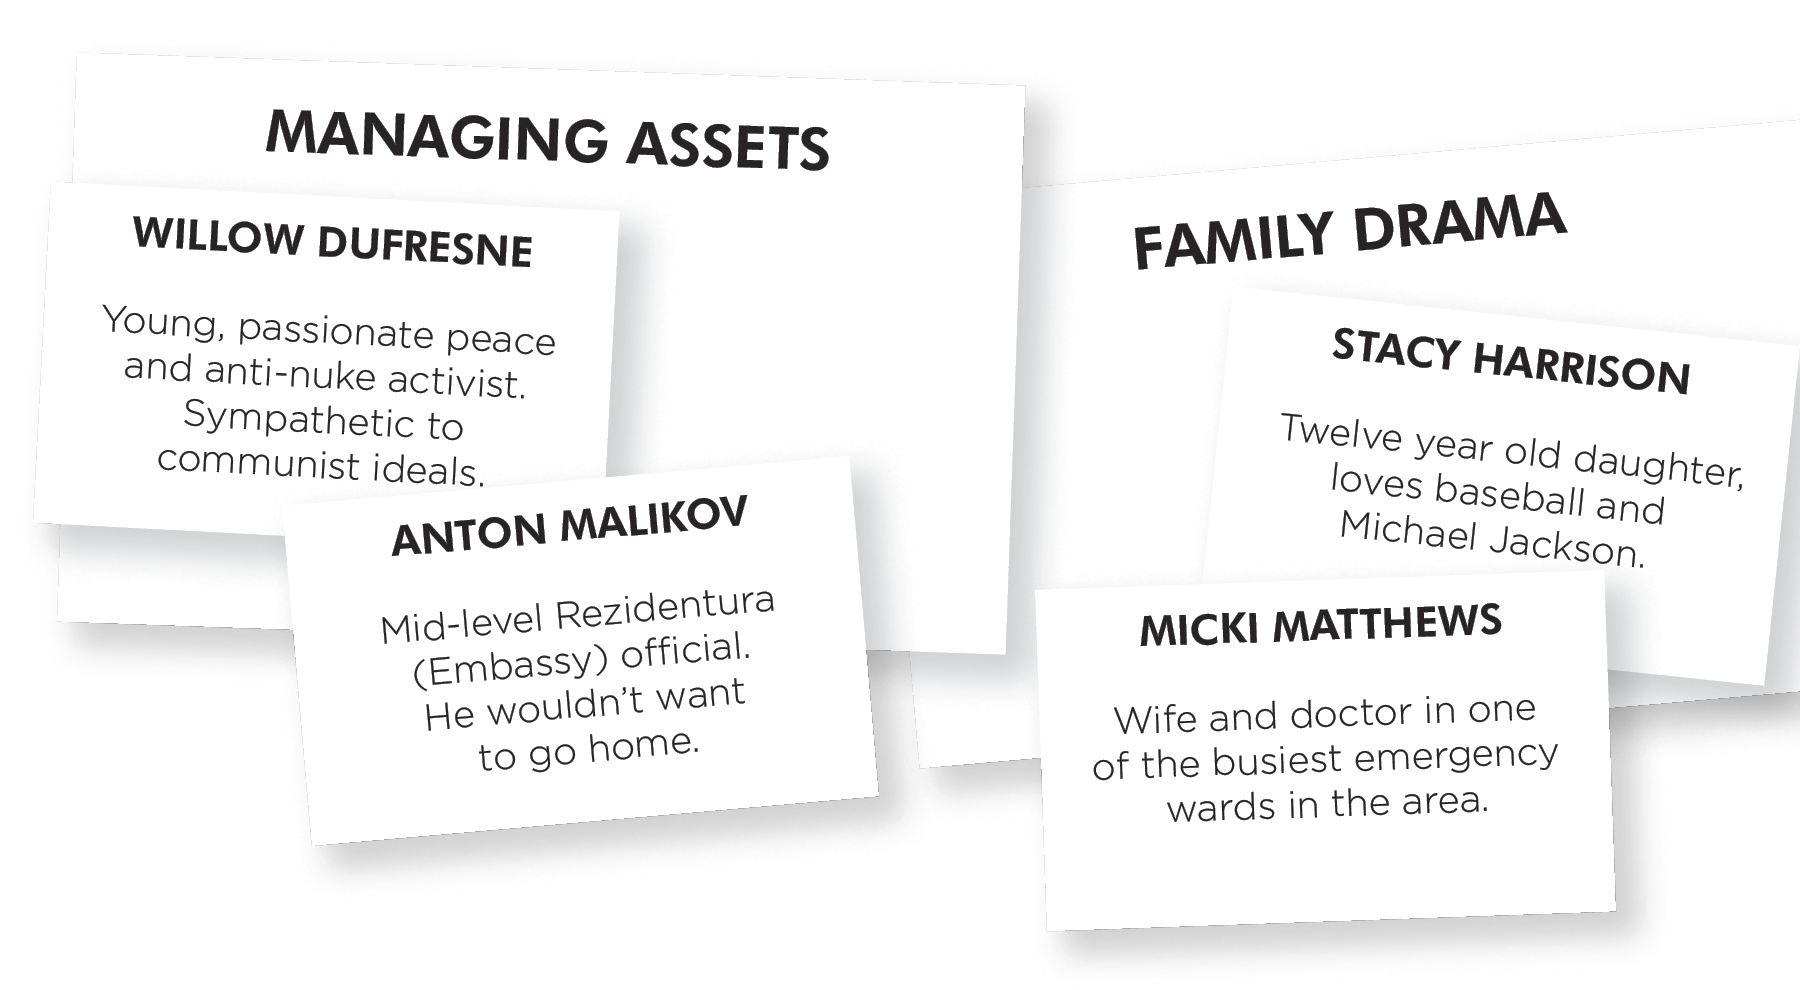 MANAGING ASSETS
WILLOW DUFRESNE
Young, passionate peace
and anti-nuke activist.
Sympathetic to
communist ideals.
ANTON MALIKOV
Mid-level Rezidentura
(Embassy) official.
He wouldn't want
to go home.
FAMILY DRAMA
STACY HARRISON
Twelve year old daughter,
loves baseball and
Michael Jackson.
MICKI MATTHEWS
Wife and doctor in one
of the busiest emergency
wards in the area.